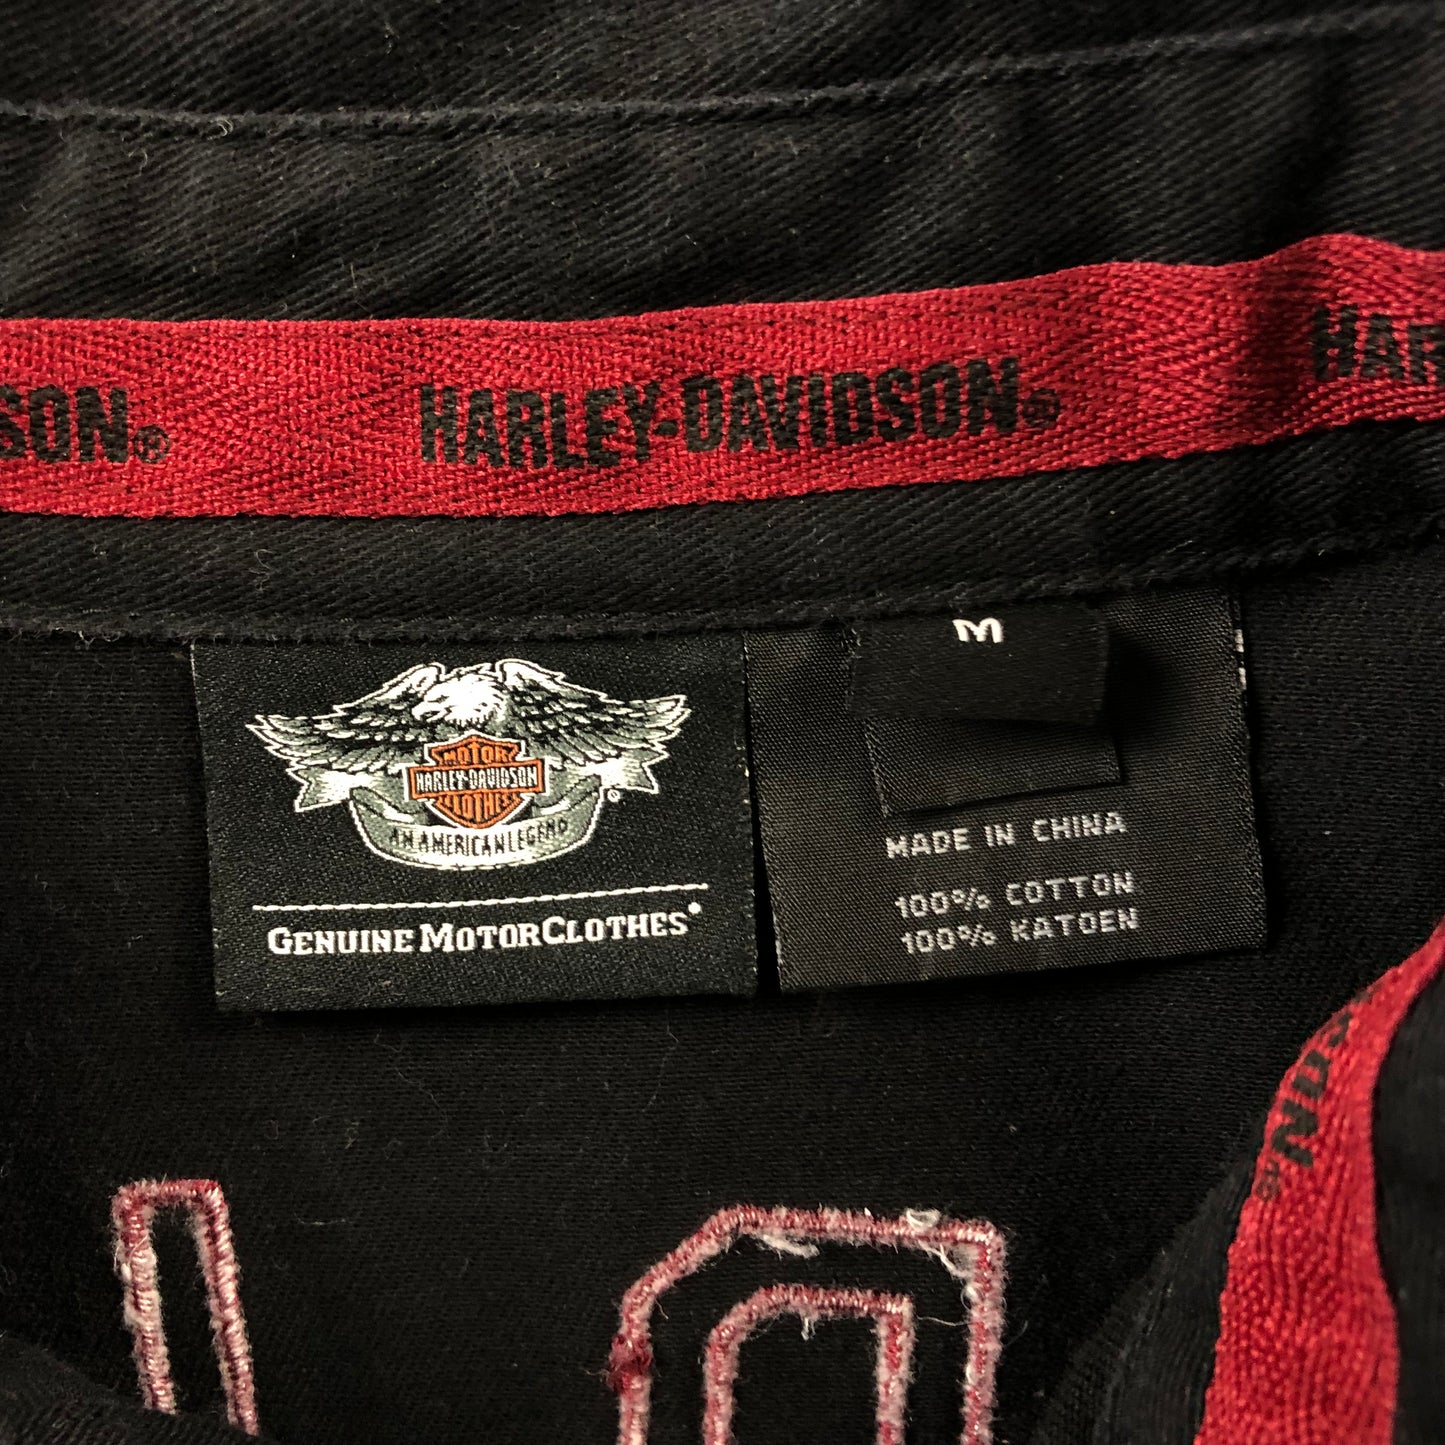 SON® HARLEY-DAVIDSON® HAR
M
MOTOR
HARLEY-DAVIDSON
CLOTHES
AN AMERICAN LEGEND
®
GENUINE MOTORCLOTHES®
MADE IN CHINA
100% COTTON
100% KATOEN
SON®